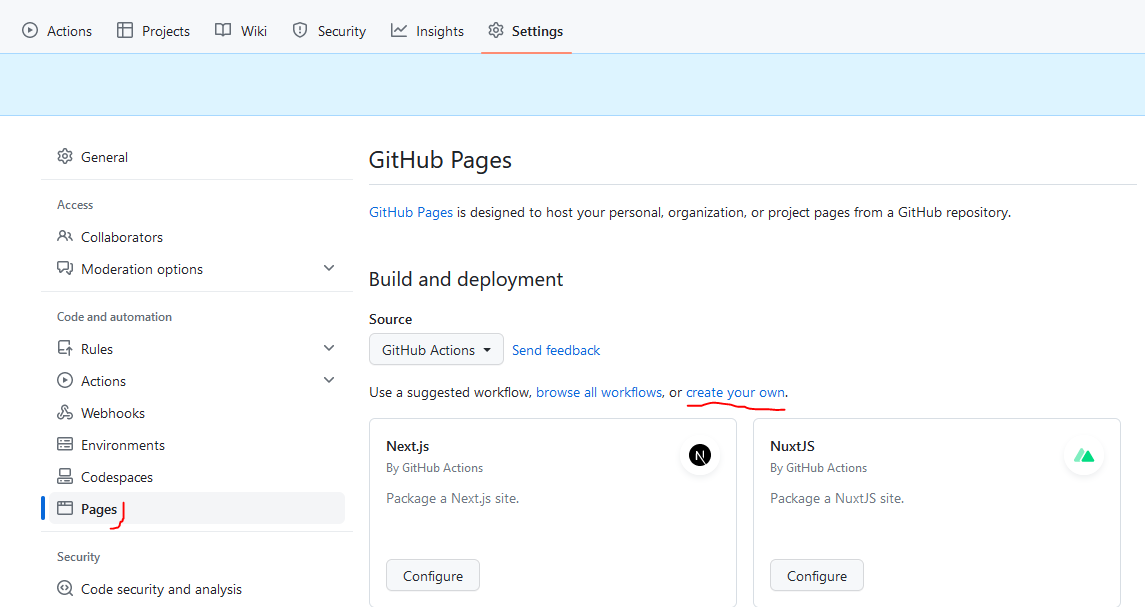 Actions Projects Wiki Security Insights Settings
General
Access
Collaborators
Moderation options
Code and automation
Rules
Actions
Webhooks
Environments
Codespaces
Pages
Security
Code security and analysis
GitHub Pages
GitHub Pages is designed to host your personal, organization, or project pages from a GitHub repository.
Build and deployment
Source
GitHub Actions Send feedback
Use a suggested workflow, browse all workflows, or create your own.
Next.js
N
By GitHub Actions
Package a Next.js site.
Configure
NuxtJS
By GitHub Actions
Package a NuxtJS site.
Configure